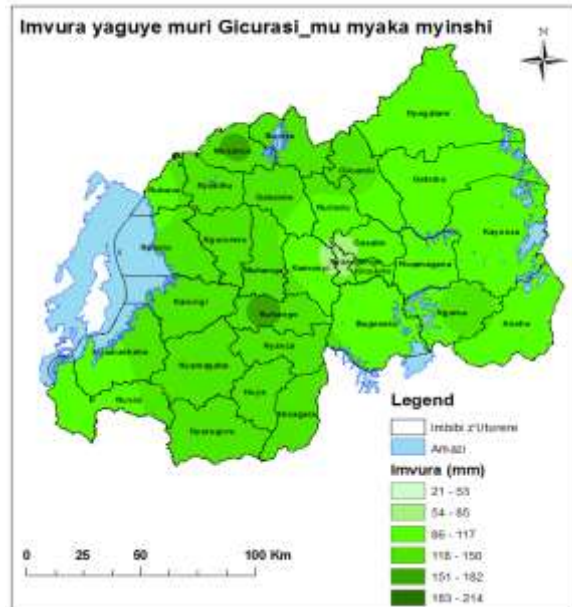 Imvura yaguye muri Gicurasi_mu myaka myinshi
N
Nyagatare
Burera
Musanze
Gicumbi
Gatsibo
Rubavu
Nyabihu
Gakenke
Rulindo
Kayonza
Rutsiro
Ngororero
Gasabo
Muhanga
Kamonyi
Rwamagana
Karongi
Ruhango
Bugesera
Ngoma
Kirehe
Nyanza
Nyamasheke
Nyamagabe
Huye
Rusizi
Gisagara
Nyaruguru
Legend
Imbibi z'Uturere
Amazi
Imvura (mm)
21 - 53
54 - 85
86 - 117
118 - 150
151 - 182
183 - 214
0 25 50 100 Km